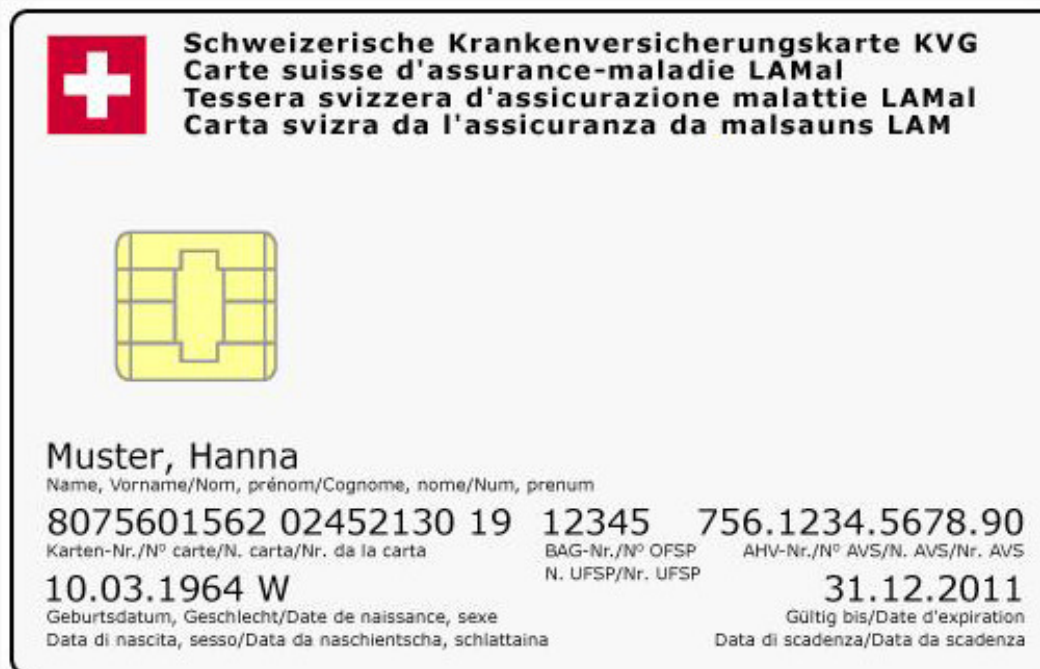 Schweizerische Krankenversicherungskarte KVG
Carte suisse d'assurance-maladie LAMal
Tessera svizzera d'assicurazione malattie LAMal
Carta svizra da l'assicuranza da malsauns LAM
Muster, Hanna
Name, Vorname/Nom, prénom/Cognome, nome/Num, prenum
8075601562 02452130 19 12345 756.1234.5678.90
Karten-Nr./Nº carte/N. carta/Nr. da la carta BAG-Nr./Nº OFSP AHV-Nr./Nº AVS/N. AVS/Nr. AVS
N. UFSP/Nr. UFSP
10.03.1964 W 31.12.2011
Geburtsdatum, Geschlecht/Date de naissance, sexe Gültig bis/Date d'expiration
Data di nascita, sesso/Data da naschientscha, schlattaina Data di scadenza/Data da scadenza